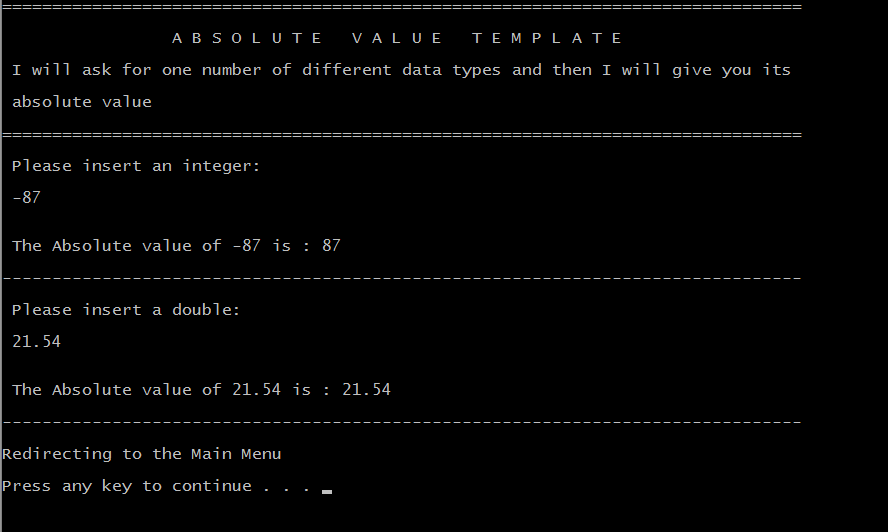 ================================================================================
A B S O L U T E   V A L U E   T E M P L A T E
I will ask for one number of different data types and then I will give you its
absolute value
================================================================================
Please insert an integer:
-87
The Absolute value of -87 is : 87
--------------------------------------------------------------------------------
Please insert a double:
21.54
The Absolute value of 21.54 is : 21.54
--------------------------------------------------------------------------------
Redirecting to the Main Menu
Press any key to continue . . .